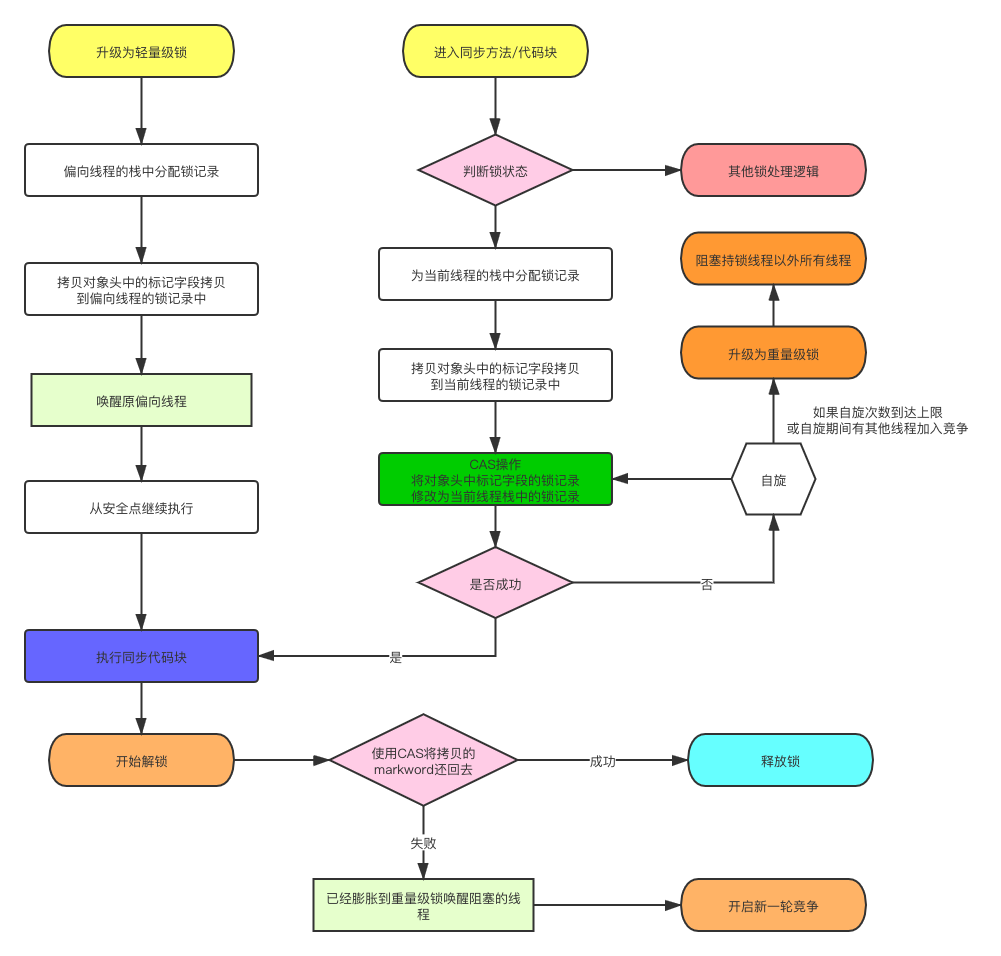 升级为轻量级锁
进入同步方法/代码块
偏向线程的栈中分配锁记录
判断锁状态
其他锁处理逻辑
拷贝对象头中的标记字段拷贝
到偏向线程的锁记录中
为当前线程的栈中分配锁记录
阻塞持锁线程以外所有线程
唤醒原偏向线程
拷贝对象头中的标记字段拷贝
到当前线程的锁记录中
升级为重量级锁
如果自旋次数到达上限
或自旋期间有其他线程加入竞争
从安全点继续执行
CAS操作
将对象头中标记字段的锁记录
修改为当前线程栈中的锁记录
自旋
是否成功
否
是
执行同步代码块
开始解锁
使用CAS将拷贝的
markword还回去
成功
释放锁
失败
已经膨胀到重量级锁唤醒阻塞的线
程
开启新一轮竞争